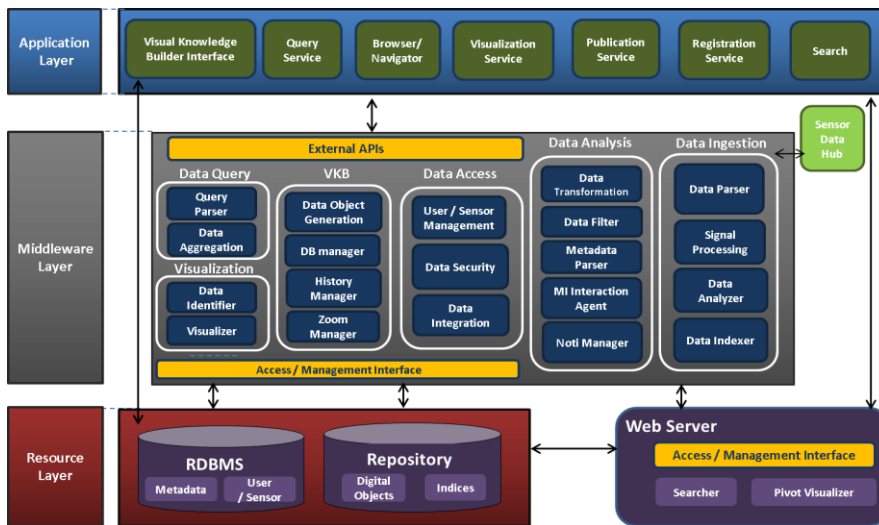 Application
Layer
Visual Knowledge
Builder Interface
Query
Service
Browser/
Navigator
Visualization
Service
Publication
Service
Registration
Service
Search
Sensor
Data
Hub
Middleware
Layer
External APIs
Data Query
Query
Parser
Data
Aggregation
Visualization
Data
Identifier
Visualizer
VKB
Data Object
Generation
DB manager
History
Manager
Zoom
Manager
Data Access
User / Sensor
Management
Data Security
Data
Integration
Data Analysis
Data
Transformation
Data Filter
Metadata
Parser
MI Interaction
Agent
Noti Manager
Data Ingestion
Data Parser
Signal
Processing
Data
Analyzer
Data Indexer
Access / Management Interface
Resource
Layer
RDBMS
Metadata
User
/ Sensor
Repository
Digital
Objects
Indices
Web Server
Access / Management Interface
Searcher
Pivot Visualizer